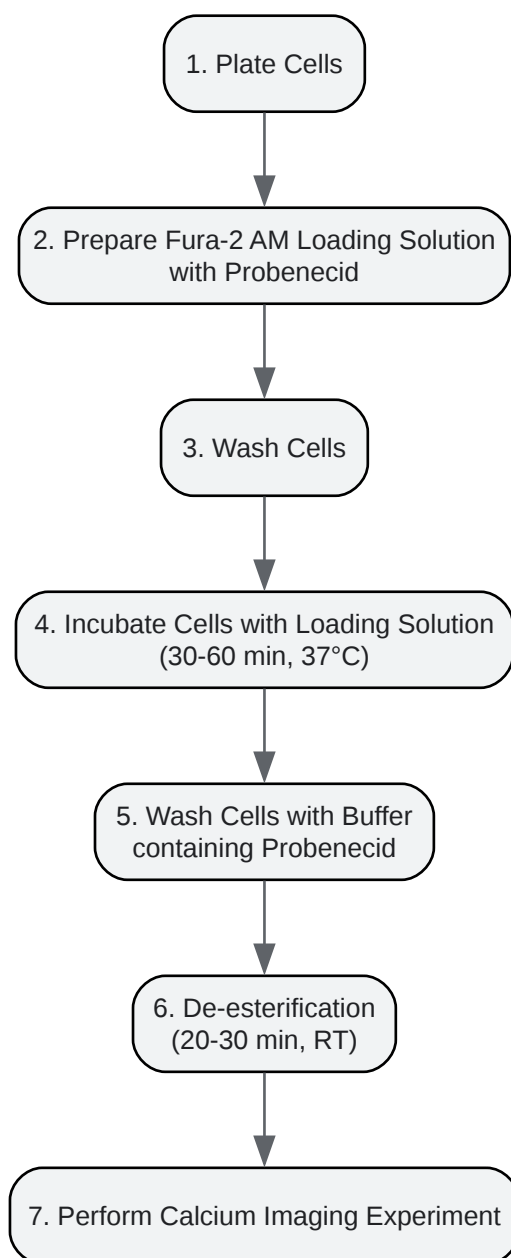 1. Plate Cells
2. Prepare Fura-2 AM Loading Solution
with Probenecid
3. Wash Cells
4. Incubate Cells with Loading Solution
(30-60 min, 37°C)
5. Wash Cells with Buffer
containing Probenecid
6. De-esterification
(20-30 min, RT)
7. Perform Calcium Imaging Experiment